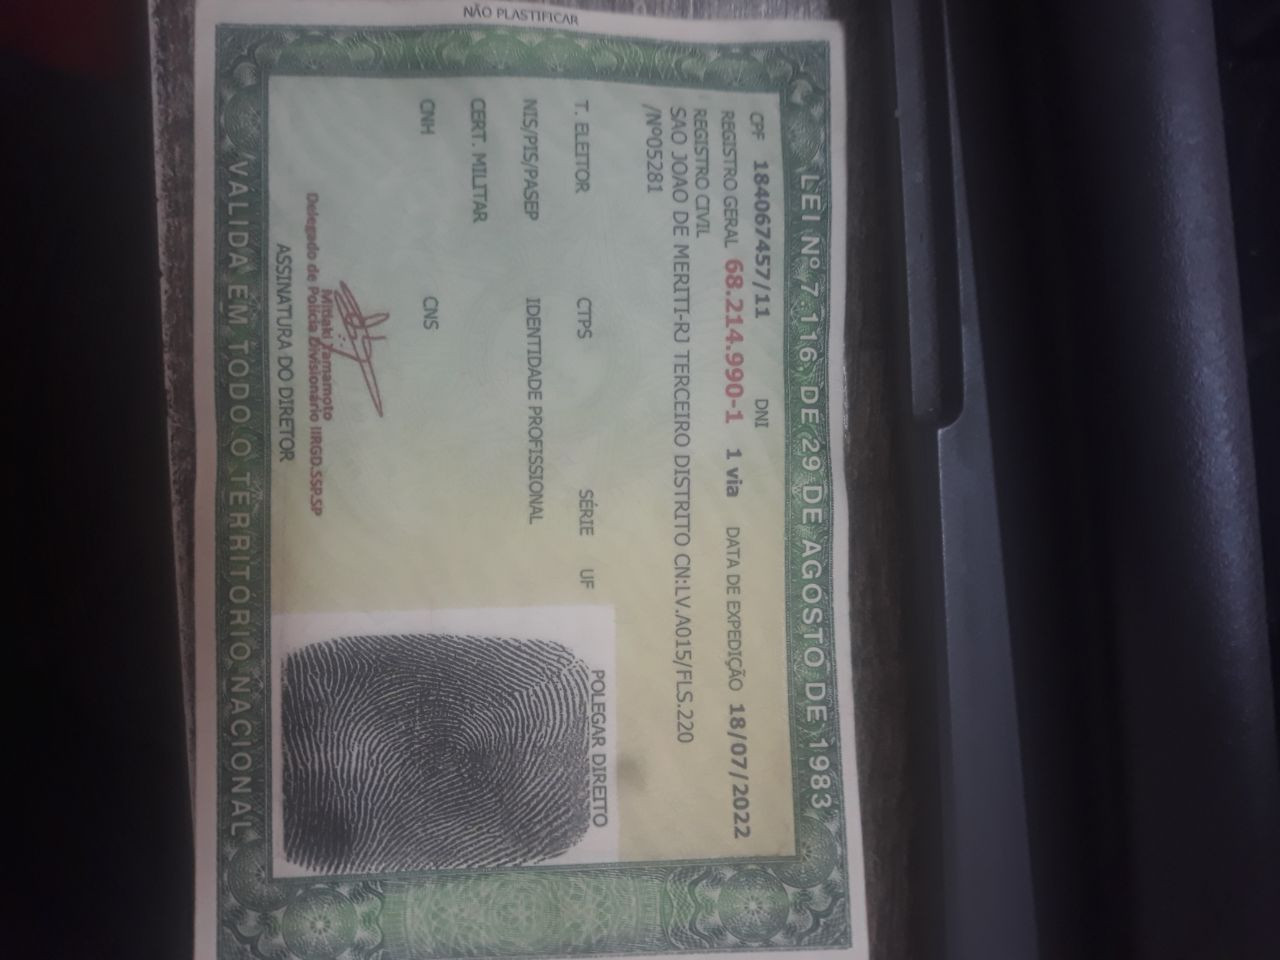 NÃO PLASTIFICAR
LEI Nº 7.116, DE 29 DE AGOSTO DE 1983
CPF 184067457/11 DNI
REGISTRO GERAL 68.214.990-1 1 via DATA DE EXPEDIÇÃO 18/07/2022
REGISTRO CIVIL
SAO JOAO DE MERITI-RJ TERCEIRO DISTRITO CN:LV.A015/FLS.220
/Nº05281
T. ELEITOR CTPS SÉRIE UF
NIS/PIS/PASEP IDENTIDADE PROFISSIONAL
CERT. MILITAR
CNH CNS
POLEGAR DIREITO
Mitiaki Yamamoto
Delegado de Polícia Divisionário IIRGD.SSP.SP
ASSINATURA DO DIRETOR
VÁLIDA EM TODO O TERRITÓRIO NACIONAL